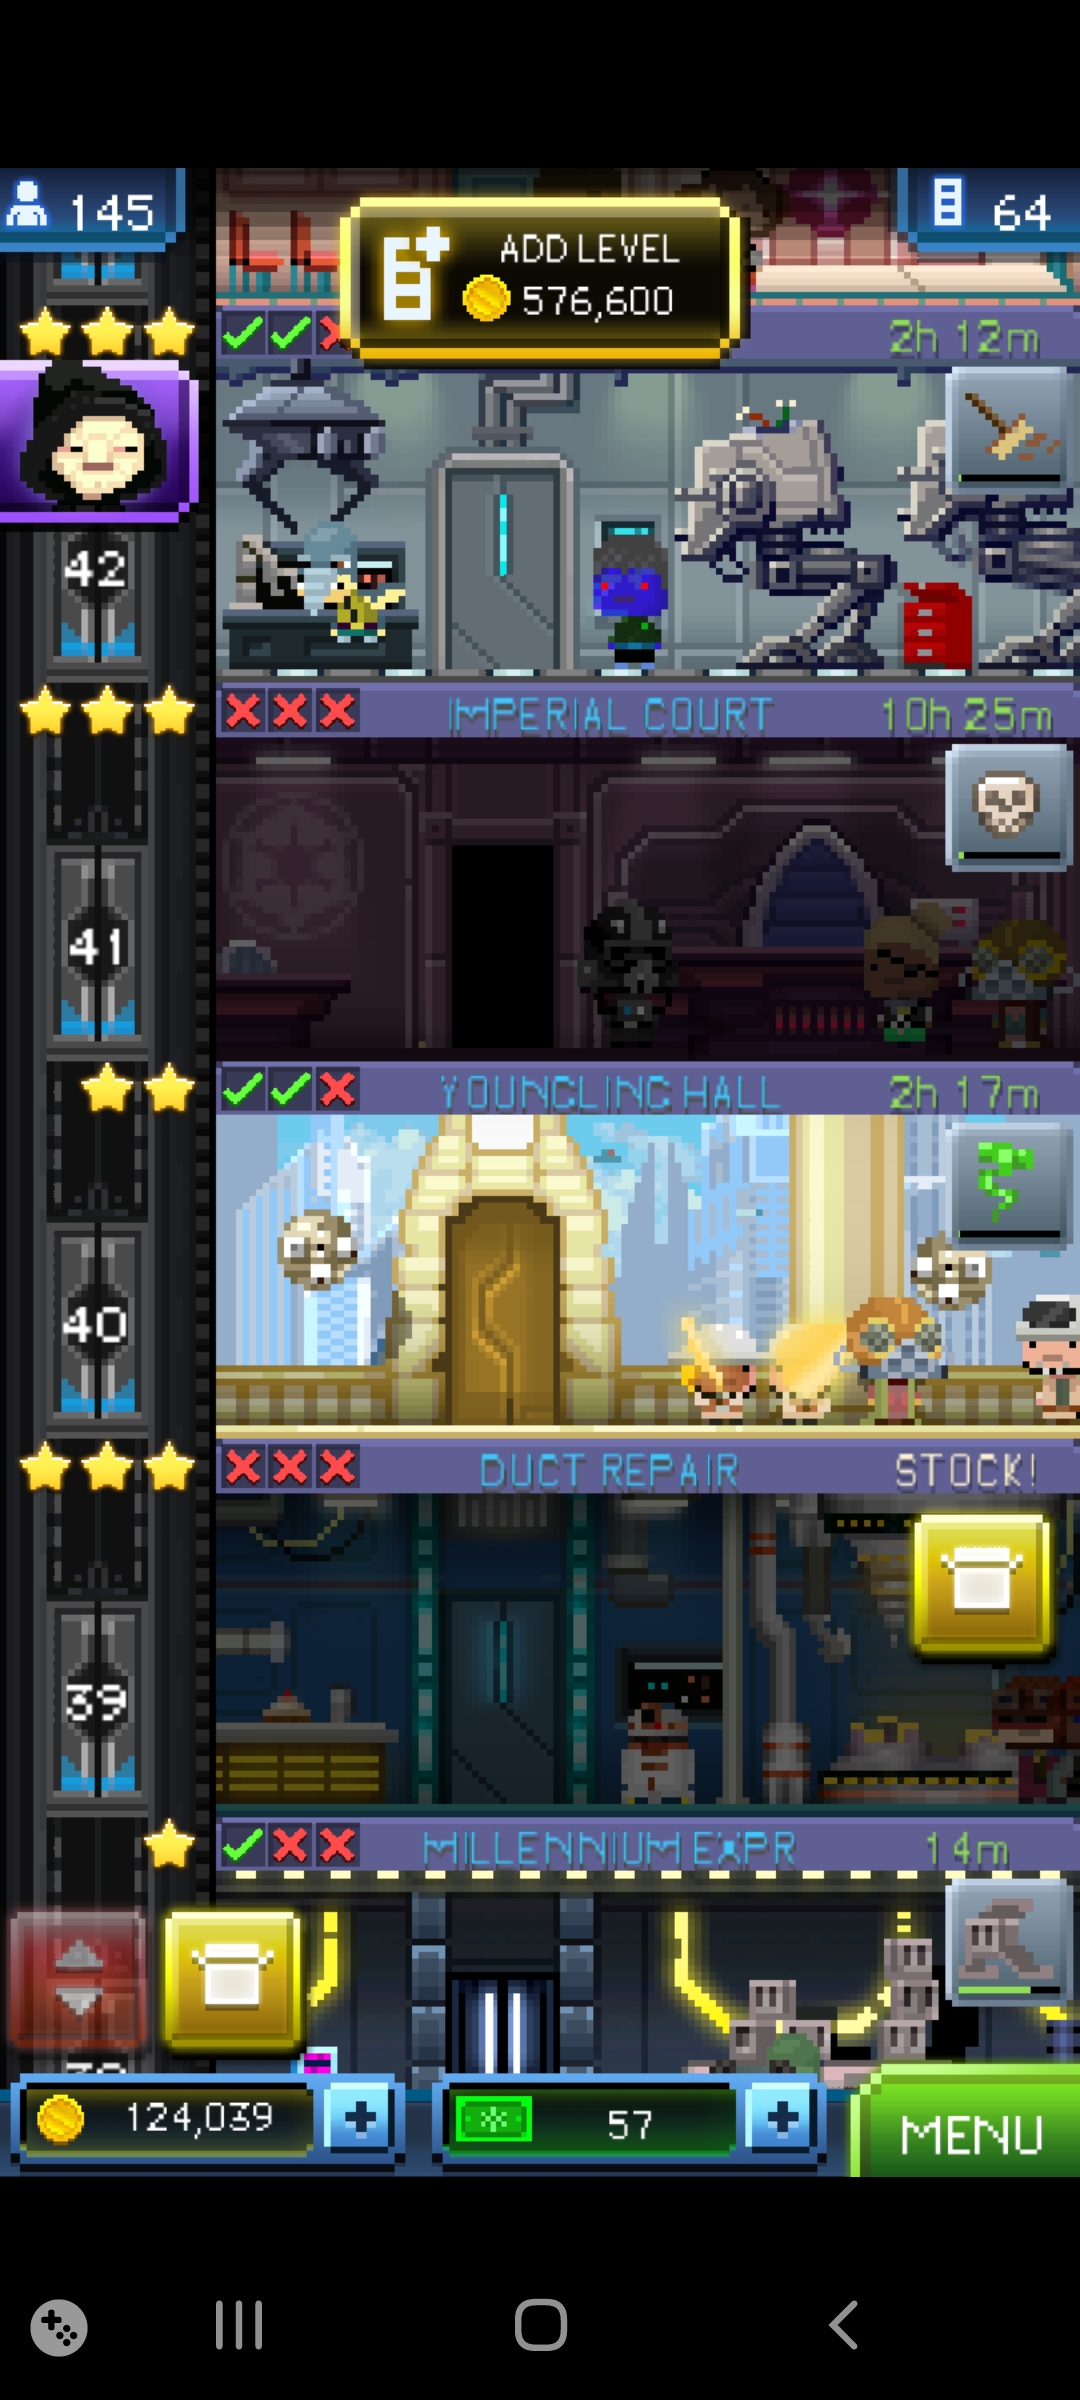 145
64
ADD LEVEL
576,600
2h 12m
42
IMPERIAL COURT
10h 25m
41
YOUNGLING HALL
2h 17m
40
DUCT REPAIR
STOCK!
39
MILLENNIUM EXPR
14m
124,039
57
MENU